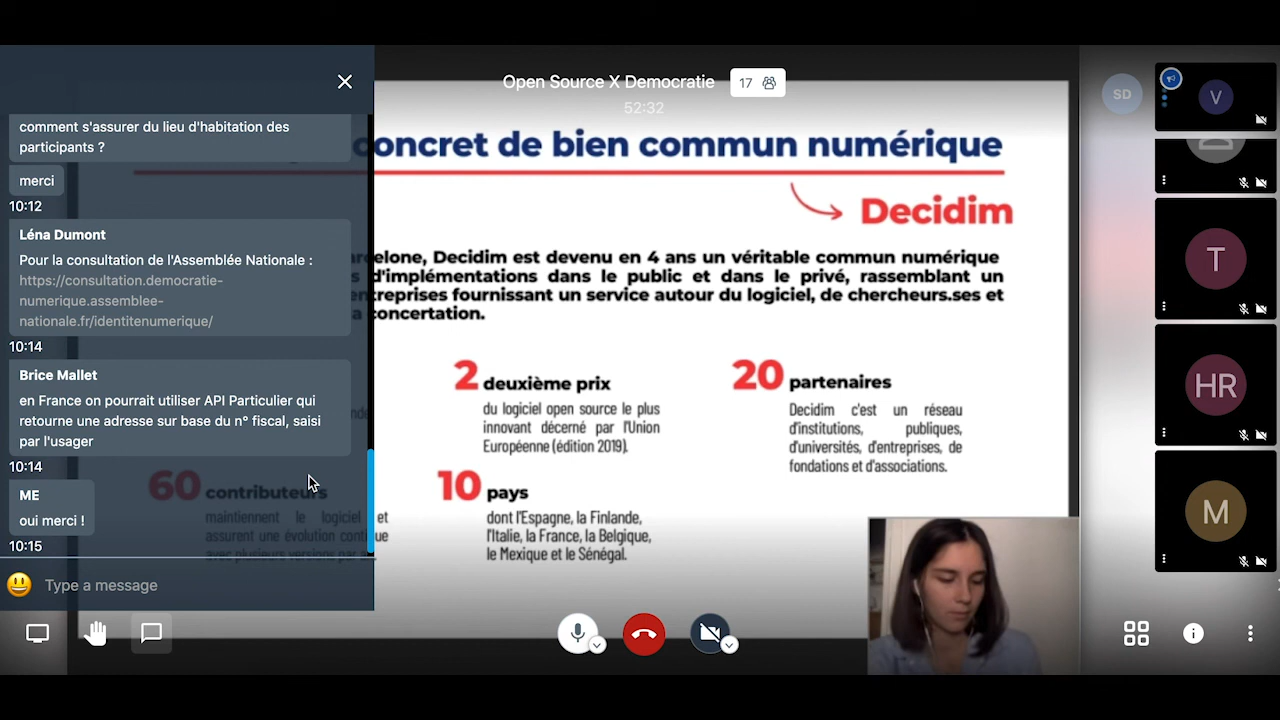 comment s'assurer du lieu d'habitation des
participants ?
merci
10:12
Léna Dumont
Pour la consultation de l'Assemblée Nationale :
https://consultation.democratie-
numerique.assemblee-
nationale.fr/identitenumerique/
10:14
Brice Mallet
en France on pourrait utiliser API Particulier qui
retourne une adresse sur base du n° fiscal, saisi
par l'usager
10:14
ME
oui merci !
10:15
Type a message
Open Source X Democratie
17
52:32
concret de bien commun numérique
Decidim
Decidim est devenu en 4 ans un véritable commun numérique
d'implémentations dans le public et dans le privé, rassemblant un
entreprises fournissant un service autour du logiciel, de chercheurs.ses et
la concertation.
2 deuxième prix
du logiciel open source le plus
innovant décerné par l'Union
Européenne (édition 2019).
20 partenaires
Decidim c'est un réseau
d'institutions, publiques,
d'universités, d'entreprises, de
fondations et d'associations.
60 contributeurs
maintiennent le logiciel et
assurent une évolution continue
avec plusieurs versions par
10 pays
dont l'Espagne, la Finlande,
l'Italie, la France, la Belgique,
le Mexique et le Sénégal.
SD
V
T
HR
M